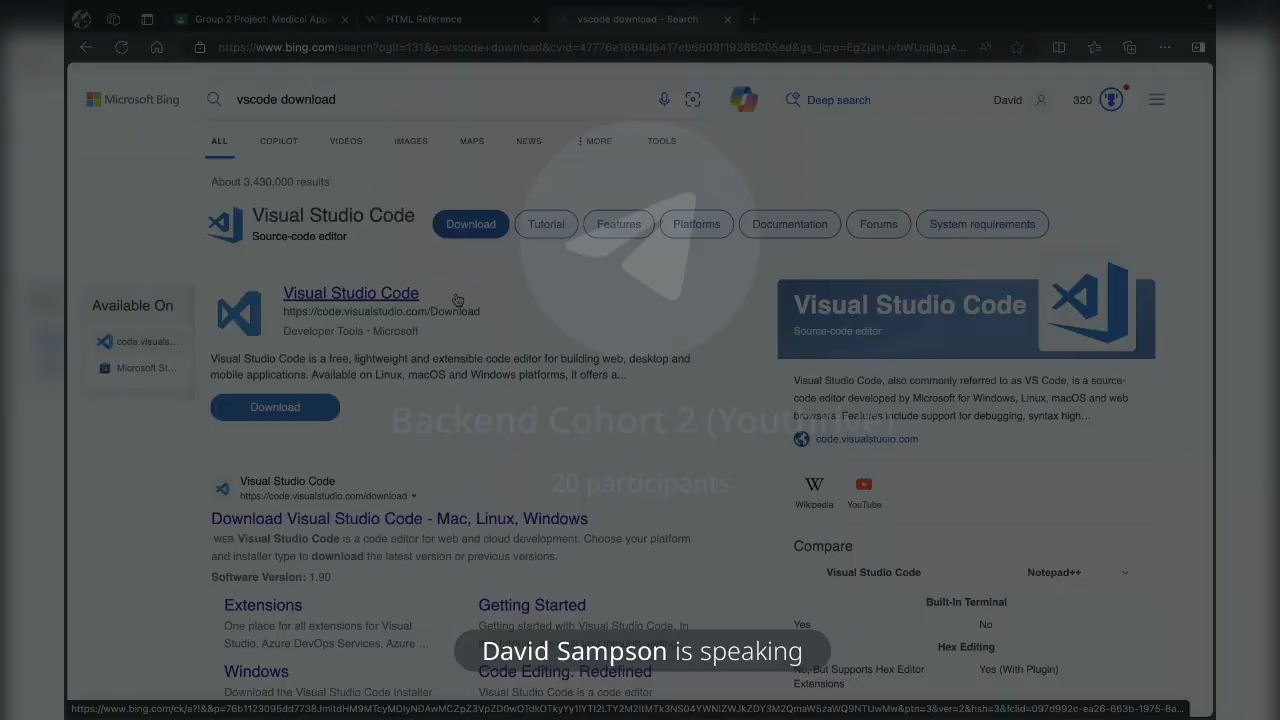 Group 2 Project: Medical App
HTML Reference
vscode download - Search
Microsoft Bing
vscode download
Deep search
David
320
ALL
COPILOT
VIDEOS
IMAGES
MAPS
NEWS
MORE
TOOLS
About 3,430,000 results
Visual Studio Code
Source-code editor
Download
Tutorial
Features
Platforms
Documentation
Forums
System requirements
Available On
code.visuals...
Microsoft St...
Visual Studio Code
https://code.visualstudio.com/Download
Developer Tools · Microsoft
Visual Studio Code is a free, lightweight and extensible code editor for building web, desktop and
mobile applications. Available on Linux, macOS and Windows platforms, it offers a...
Download
Visual Studio Code
Source-code editor
Visual Studio Code, also commonly referred to as VS Code, is a source-
code editor developed by Microsoft for Windows, Linux, macOS and web
browsers. Features include support for debugging, syntax high...
code.visualstudio.com
Backend Cohort 2
20 participants
W
Wikipedia
YouTube
Visual Studio Code
https://code.visualstudio.com/download
Download Visual Studio Code - Mac, Linux, Windows
WEB Visual Studio Code is a code editor for web and cloud development. Choose your platform
and installer type to download the latest version or previous versions.
Software Version: 1.90
Extensions
One place for all extensions for Visual
Studio, Azure DevOps Services, Azure ...
Windows
Download the Visual Studio Code installer
Getting Started
Getting started with Visual Studio Code. In
Code Editing. Redefined
Visual Studio Code is a code editor
Compare
Visual Studio Code
Notepad++
Built-In Terminal
Yes
No
Hex Editing
No, But Supports Hex Editor
Extensions
Yes (With Plugin)
David Sampson is speaking